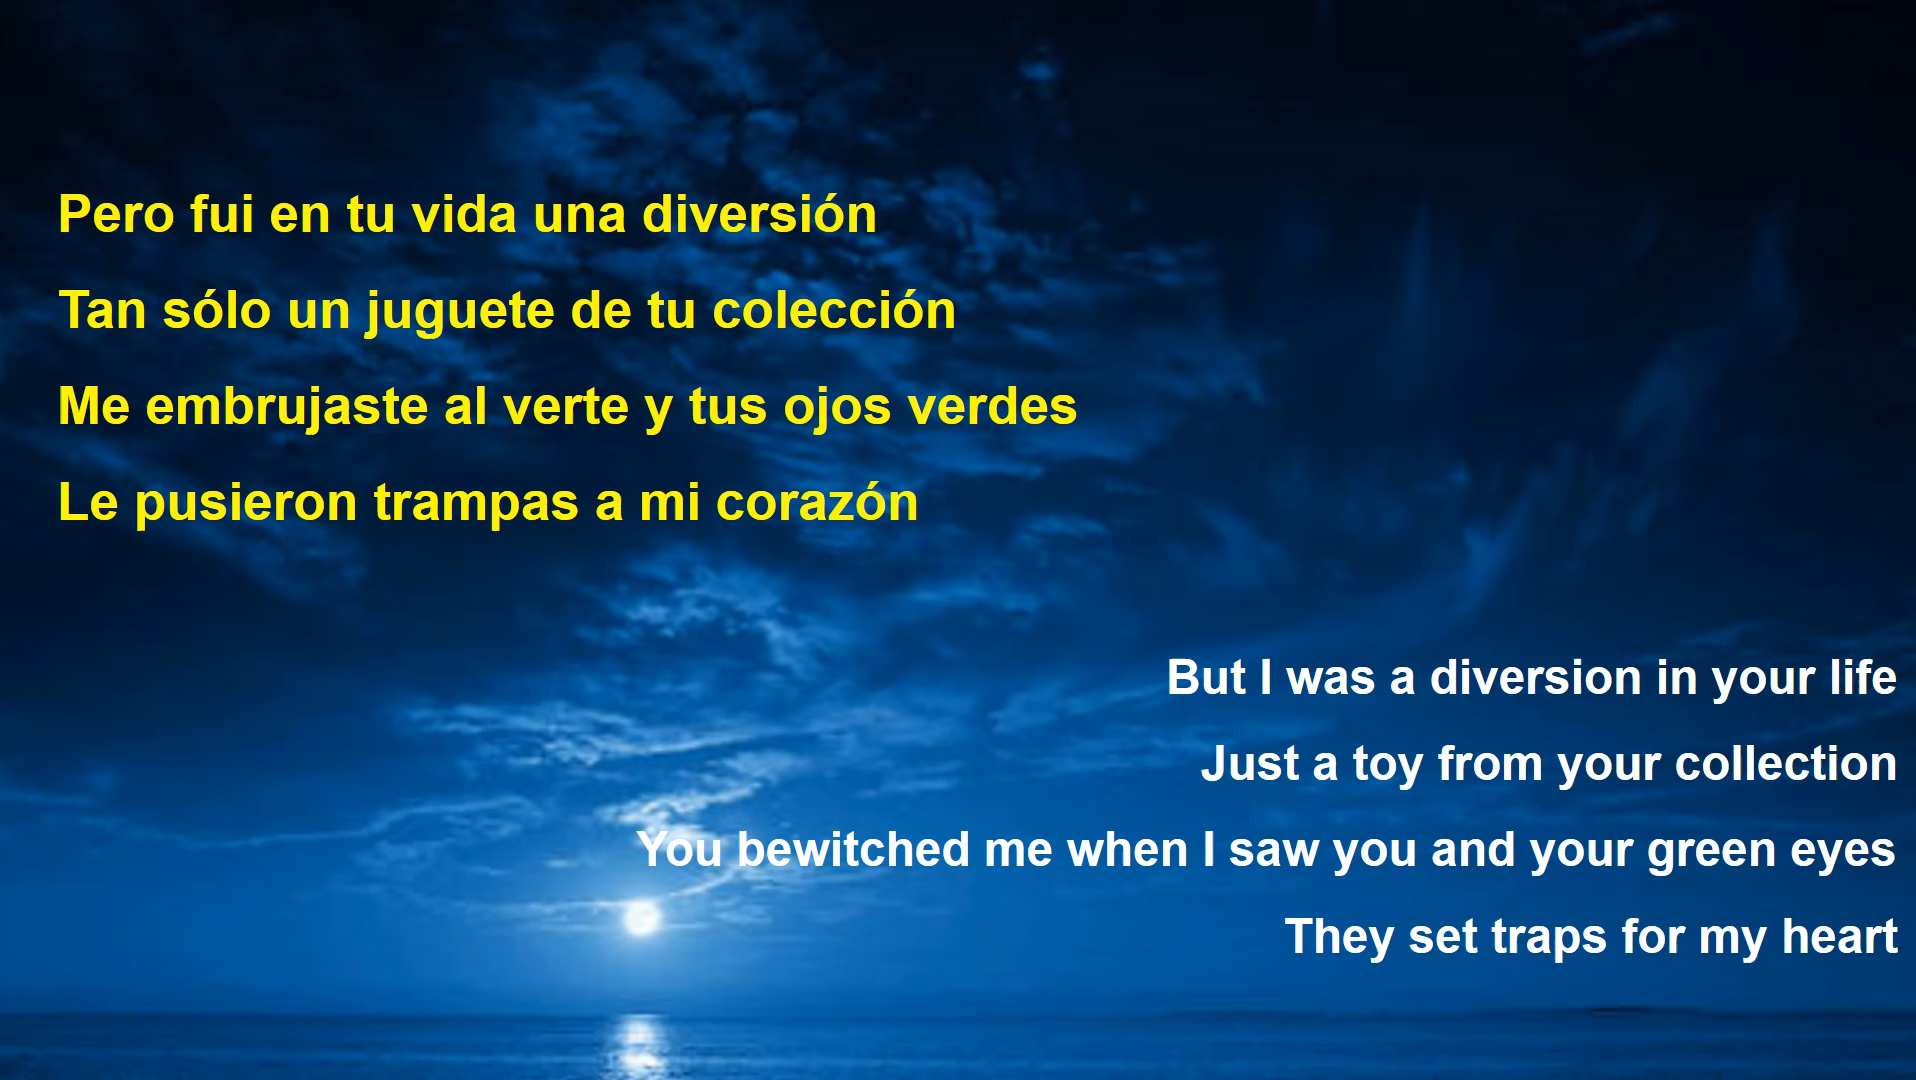 Pero fui en tu vida una diversión
Tan sólo un juguete de tu colección
Me embrujaste al verte y tus ojos verdes
Le pusieron trampas a mi corazón
But I was a diversion in your life
Just a toy from your collection
You bewitched me when I saw you and your green eyes
They set traps for my heart